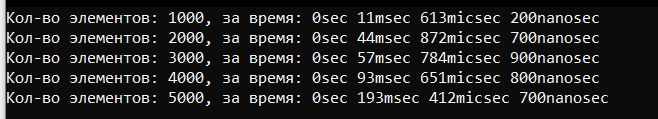 Кол-во элементов: 1000, за время: 0sec 11msec 613micsec 200nanosec
Кол-во элементов: 2000, за время: 0sec 44msec 872micsec 700nanosec
Кол-во элементов: 3000, за время: 0sec 57msec 784micsec 900nanosec
Кол-во элементов: 4000, за время: 0sec 93msec 651micsec 800nanosec
Кол-во элементов: 5000, за время: 0sec 193msec 412micsec 700nanosec